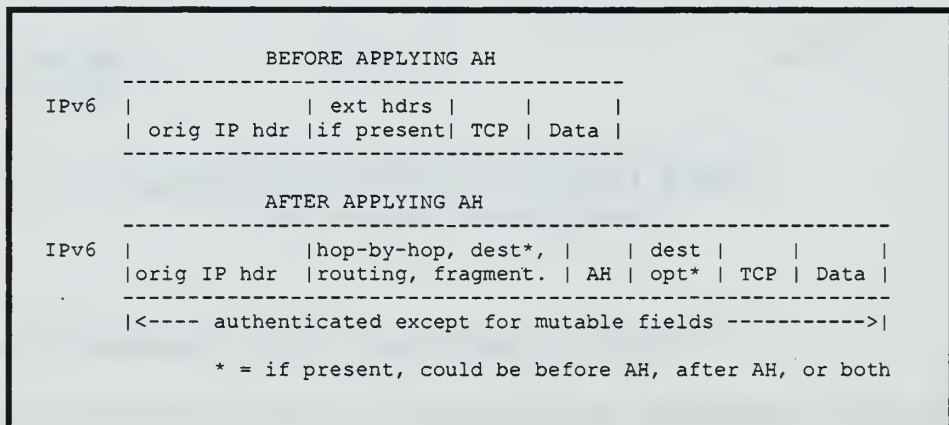 BEFORE APPLYING AH
---------------------------------------
IPv6 | | ext hdrs | | |
| orig IP hdr |if present| TCP | Data |
---------------------------------------
AFTER APPLYING AH
------------------------------------------------------------
IPv6 | |hop-by-hop, dest*, | | dest | | |
|orig IP hdr |routing, fragment. | AH | opt* | TCP | Data |
------------------------------------------------------------
|<---- authenticated except for mutable fields ----------->|
* = if present, could be before AH, after AH, or both